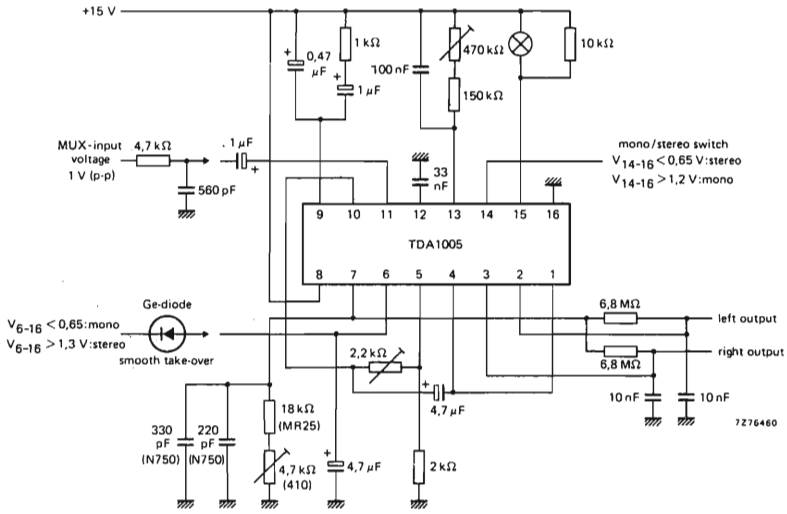 +15 V
0,47
µF
1 kΩ
1 µF
100 nF
470 kΩ
150 kΩ
10 kΩ
MUX-input
voltage
1 V (p-p)
4,7 kΩ
560 pF
.1 µF
+
+
+
33
nF
mono/stereo switch
V14-16 < 0,65 V:stereo
V14-16 > 1,2 V:mono
9 10 11 12 13 14 15 16
TDA1005
8 7 6 5 4 3 2 1
Ge-diode
V6-16 < 0,65:mono
V6-16 > 1,3 V:stereo
smooth take-over
2,2 kΩ
+
4,7 µF
6,8 MΩ
left output
right output
6,8 MΩ
10 nF
10 nF
7Z76460
330
pF
(N750)
220
pF
(N750)
18 kΩ
(MR25)
4,7 kΩ
(410)
+
4,7 µF
2 kΩ